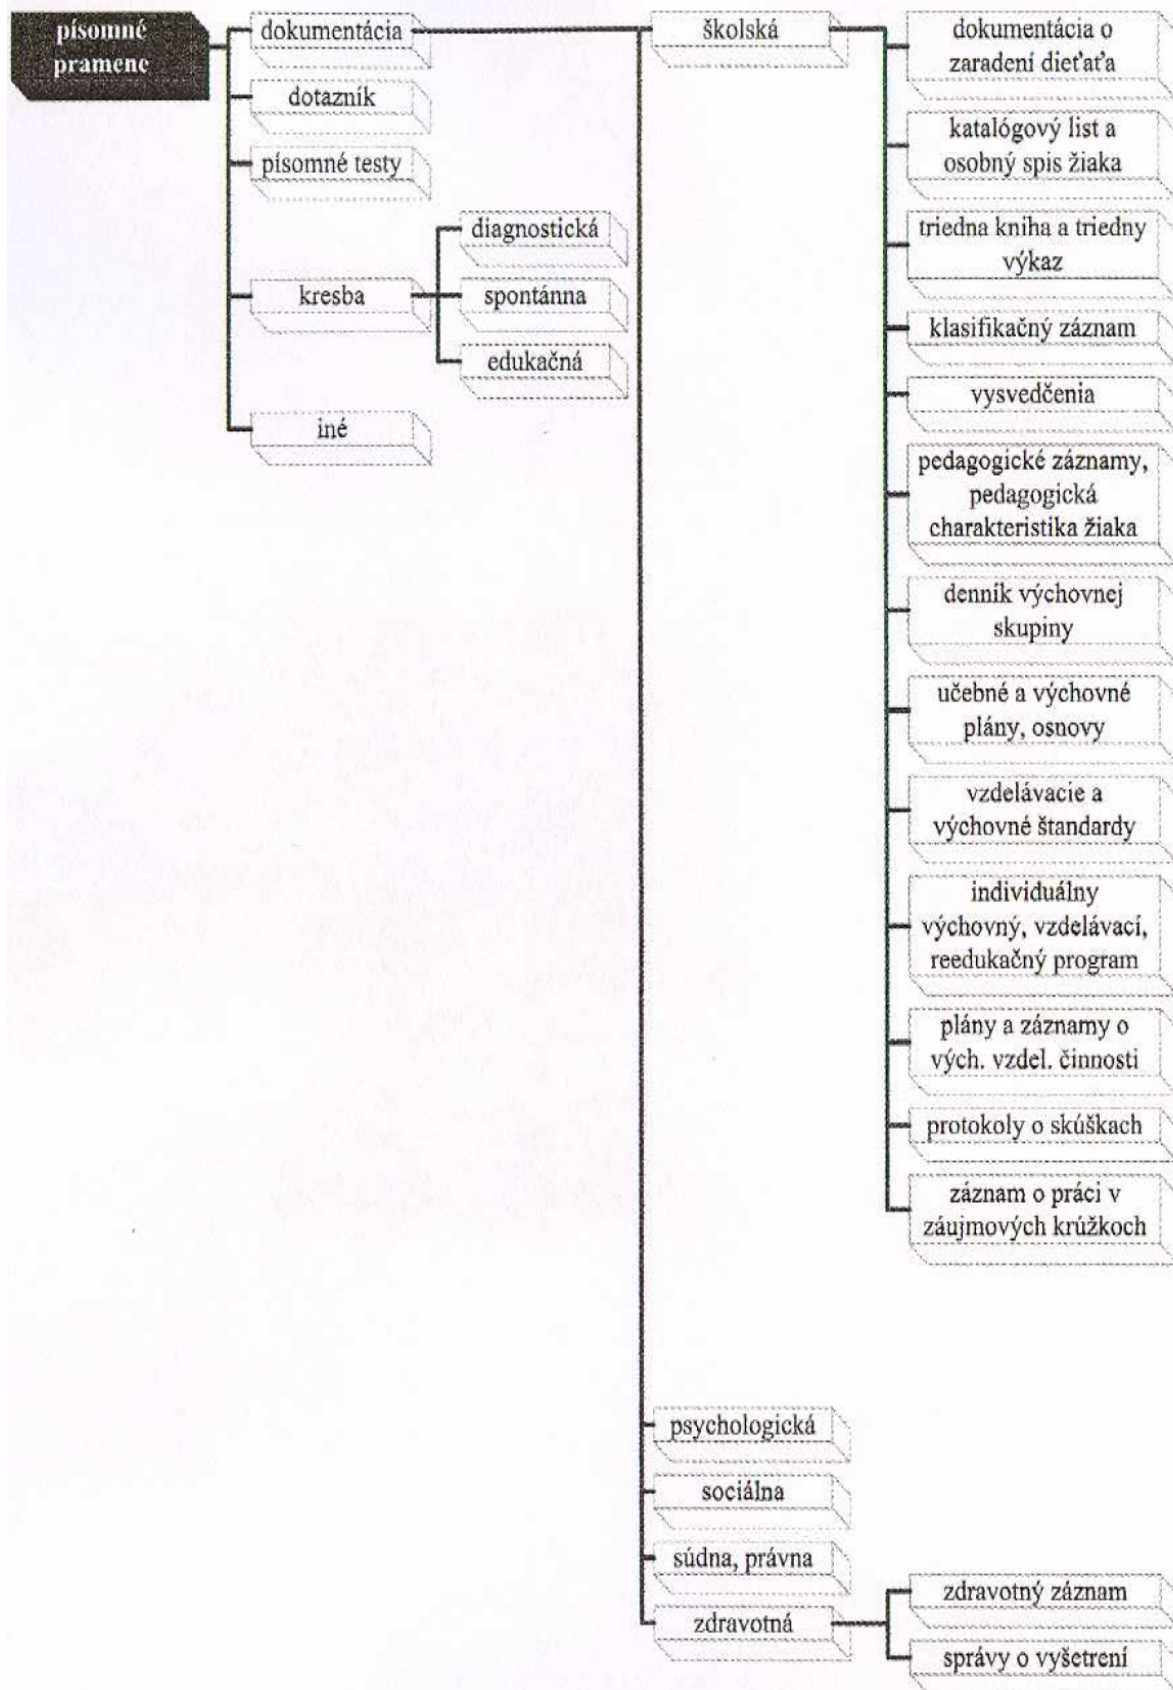 písomné
pramene
dokumentácia
dotazník
písomné testy
kresba
diagnostická
spontánna
edukačná
iné
školská
dokumentácia o
zaradení dieťaťa
katalógový list a
osobný spis žiaka
triedna kniha a triedny
výkaz
klasifikačný záznam
vysvedčenia
pedagogické záznamy,
pedagogická
charakteristika žiaka
denník výchovnej
skupiny
učebné a výchovné
plány, osnovy
vzdelávacie a
výchovné štandardy
individuálny
výchovný, vzdelávací,
reedukačný program
plány a záznamy o
vých. vzdel. činnosti
protokoly o skúškach
záznam o práci v
záujmových krúžkoch
psychologická
sociálna
súdna, právna
zdravotná
zdravotný záznam
správy o vyšetrení